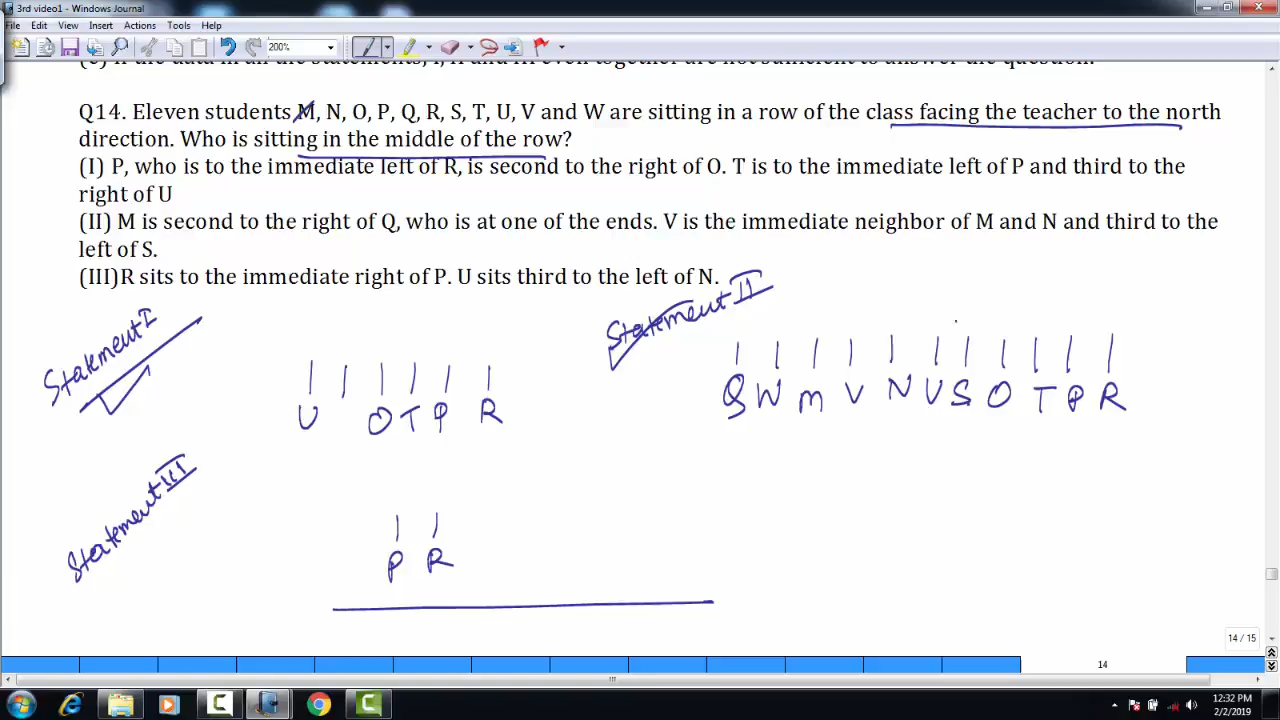 3rd video1 - Windows Journal
File Edit View Insert Actions Tools Help
200%
Q14. Eleven students M, N, O, P, Q, R, S, T, U, V and W are sitting in a row of the class facing the teacher to the north
direction. Who is sitting in the middle of the row?
(I) P, who is to the immediate left of R, is second to the right of O. T is to the immediate left of P and third to the
right of U
(II) M is second to the right of Q, who is at one of the ends. V is the immediate neighbor of M and N and third to the
left of S.
(III)R sits to the immediate right of P. U sits third to the left of N.
Statement I
U O T P R
Statement II
Q W M V N U S O T P R
Statement III
P R
14 / 15
14
12:32 PM
2/2/2019